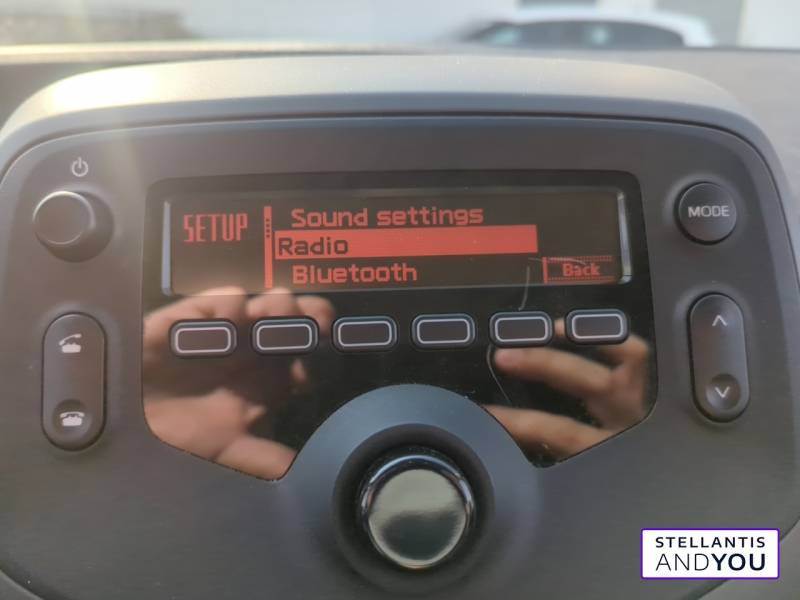 SETUP
Sound settings
Radio
Bluetooth
Back
MODE
STELLANTIS
ANDYOU